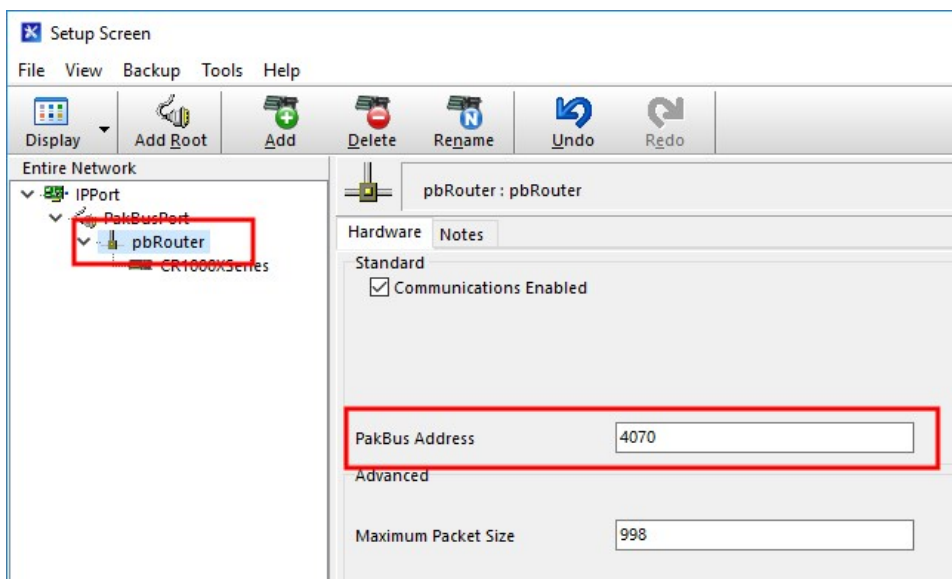 Setup Screen
File View Backup Tools Help
Display Add Root Add Delete Rename Undo Redo
Entire Network
IPPort
PakBusPort
pbRouter
CR1000XSeries
pbRouter : pbRouter
Hardware Notes
Standard
Communications Enabled
PakBus Address 4070
Advanced
Maximum Packet Size 998